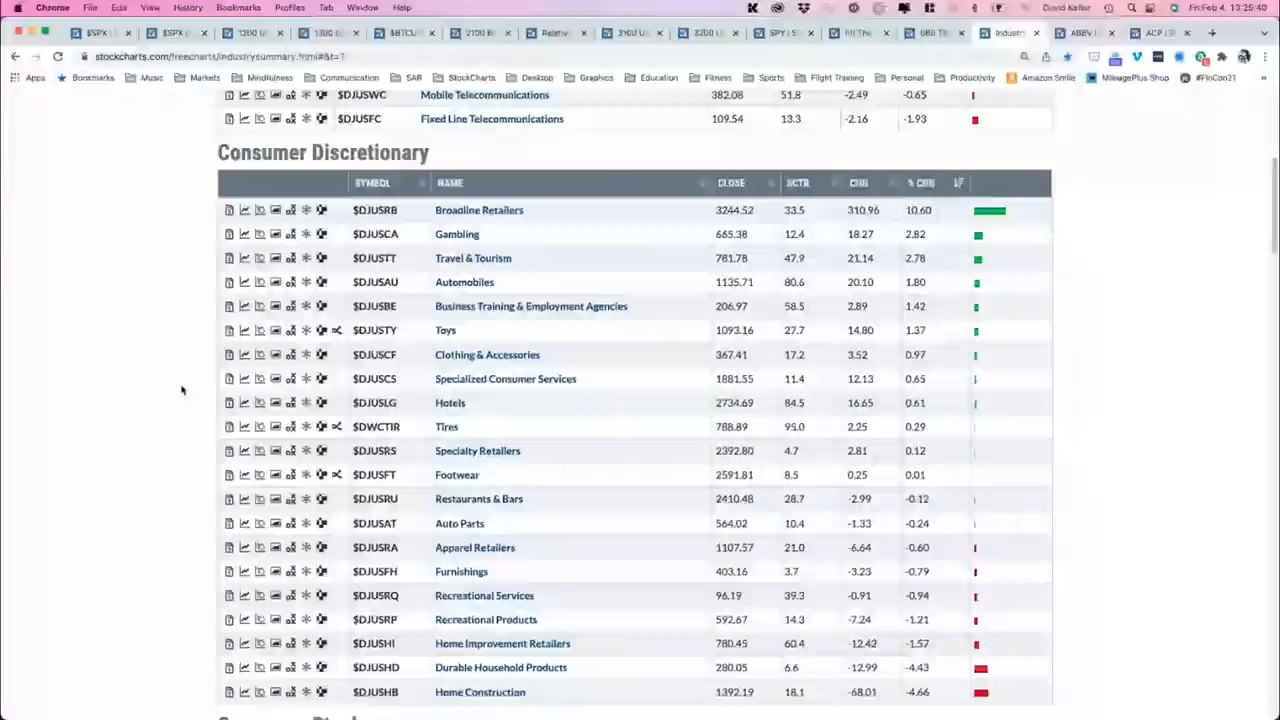 Chrome File Edit View History Bookmarks Profiles Tab Window Help David Keller Fri Feb 4 13:25:40
$SPX $SPX 1200 U 1300 $BTCU 2100 B Relativ 3100 U 3200 U SPY Hit The Indust ABBV ACP
stockcharts.com/freecharts/industrysummary.html#&t=T
Apps Bookmarks Music Markets Mindfulness Communication SAR StockCharts Desktop Graphics Education Fitness Sports Flight Training Personal Productivity Amazon Smile MileagePlus Shop #FinCon21 »
$DJUSWC Mobile Telecommunications 382.08 51.8 -2.49 -0.65
$DJUSFC Fixed Line Telecommunications 109.54 13.3 -2.16 -1.93
Consumer Discretionary
SYMBOL NAME CLOSE SCTR CHG % CHG
$DJUSRB Broadline Retailers 3244.52 33.5 310.96 10.60
$DJUSCA Gambling 665.38 12.4 18.27 2.82
$DJUSTT Travel & Tourism 781.78 47.9 21.14 2.78
$DJUSAU Automobiles 1135.71 80.6 20.10 1.80
$DJUSBE Business Training & Employment Agencies 206.97 58.5 2.89 1.42
$DJUSTY Toys 1093.16 27.7 14.80 1.37
$DJUSCF Clothing & Accessories 367.41 17.2 3.52 0.97
$DJUSCS Specialized Consumer Services 1881.55 11.4 12.13 0.65
$DJUSLG Hotels 2734.69 84.5 16.65 0.61
$DWCTIR Tires 788.89 95.0 2.25 0.29
$DJUSRS Specialty Retailers 2392.80 4.7 2.81 0.12
$DJUSFT Footwear 2591.81 8.5 0.25 0.01
$DJUSRU Restaurants & Bars 2410.48 28.7 -2.99 -0.12
$DJUSAT Auto Parts 564.02 10.4 -1.33 -0.24
$DJUSRA Apparel Retailers 1107.57 21.0 -6.64 -0.60
$DJUSFH Furnishings 403.16 3.7 -3.23 -0.79
$DJUSRQ Recreational Services 96.19 39.3 -0.91 -0.94
$DJUSRP Recreational Products 592.67 14.3 -7.24 -1.21
$DJUSHI Home Improvement Retailers 780.45 60.4 -12.42 -1.57
$DJUSHD Durable Household Products 280.05 6.6 -12.99 -4.43
$DJUSHB Home Construction 1392.19 18.1 -68.01 -4.66